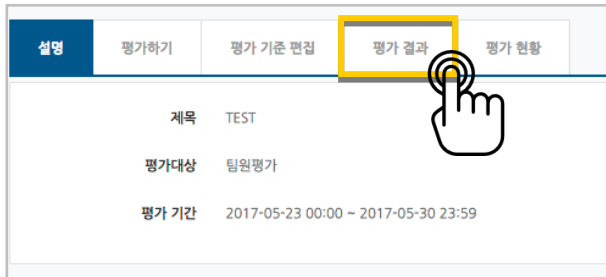 설명 평가하기 평가 기준 편집 평가 결과 평가 현황
제목 TEST
평가대상 팀원평가
평가 기간 2017-05-23 00:00 ~ 2017-05-30 23:59